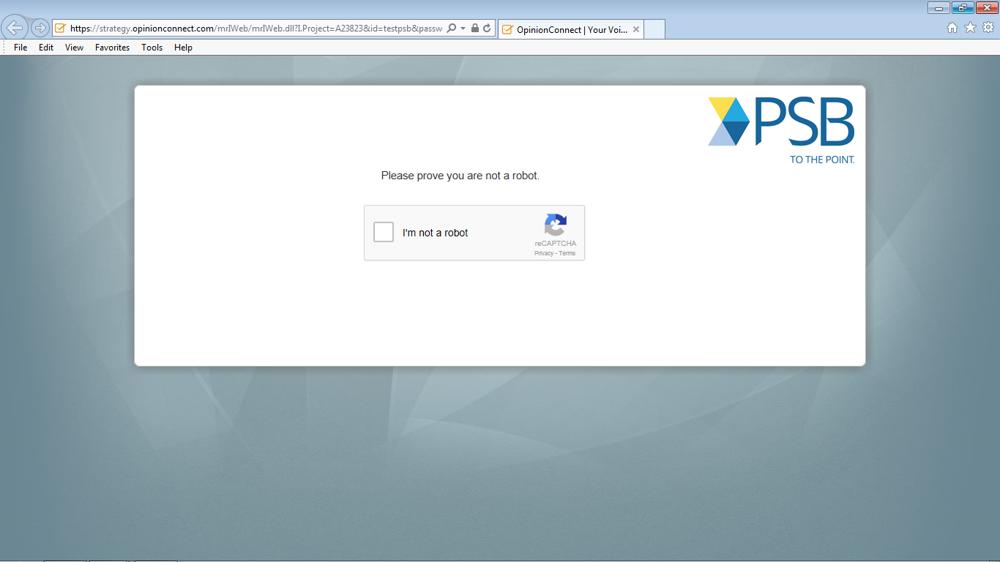 https://strategy.opinionconnect.com/mrIWeb/mrIWeb.dll?I.Project=A23823&id=testpsb&passw
OpinionConnect | Your Voi...
File Edit View Favorites Tools Help
PSB
TO THE POINT.
Please prove you are not a robot.
I'm not a robot
reCAPTCHA
Privacy - Terms